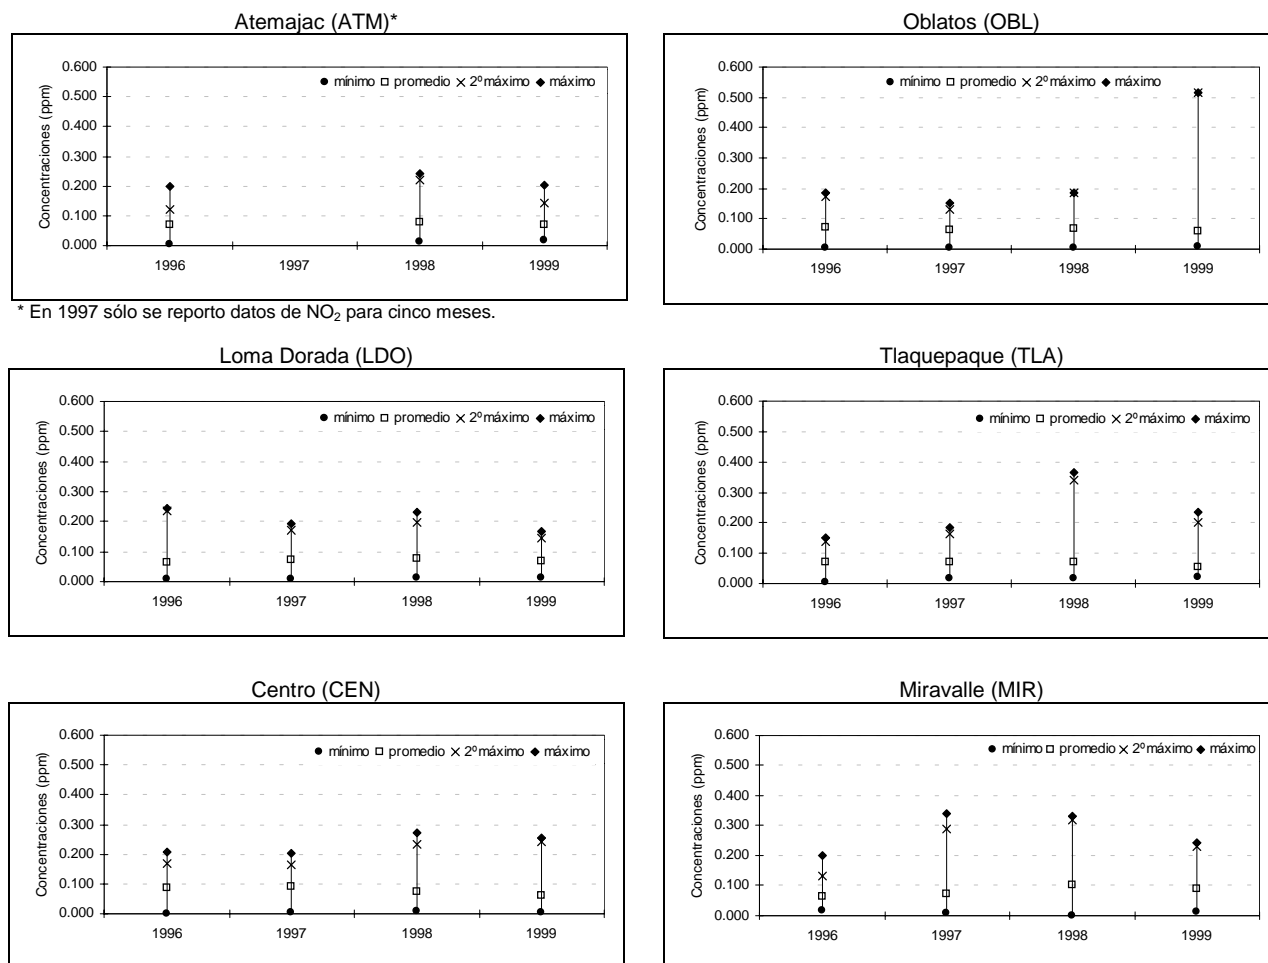 Atemajac (ATM)*
Concentraciones (ppm)
0.600
0.500
0.400
0.300
0.200
0.100
0.000
mínimo promedio 2º máximo máximo
1996 1997 1998 1999
* En 1997 sólo se reporto datos de NO₂ para cinco meses.
Oblatos (OBL)
Concentraciones (ppm)
0.600
0.500
0.400
0.300
0.200
0.100
0.000
mínimo promedio 2º máximo máximo
1996 1997 1998 1999
Loma Dorada (LDO)
Concentraciones (ppm)
0.600
0.500
0.400
0.300
0.200
0.100
0.000
mínimo promedio 2º máximo máximo
1996 1997 1998 1999
Tlaquepaque (TLA)
Concentraciones (ppm)
0.600
0.500
0.400
0.300
0.200
0.100
0.000
mínimo promedio 2º máximo máximo
1996 1997 1998 1999
Centro (CEN)
Concentraciones (ppm)
0.600
0.500
0.400
0.300
0.200
0.100
0.000
mínimo promedio 2º máximo máximo
1996 1997 1998 1999
Miravalle (MIR)
Concentraciones (ppm)
0.600
0.500
0.400
0.300
0.200
0.100
0.000
mínimo promedio 2º máximo máximo
1996 1997 1998 1999